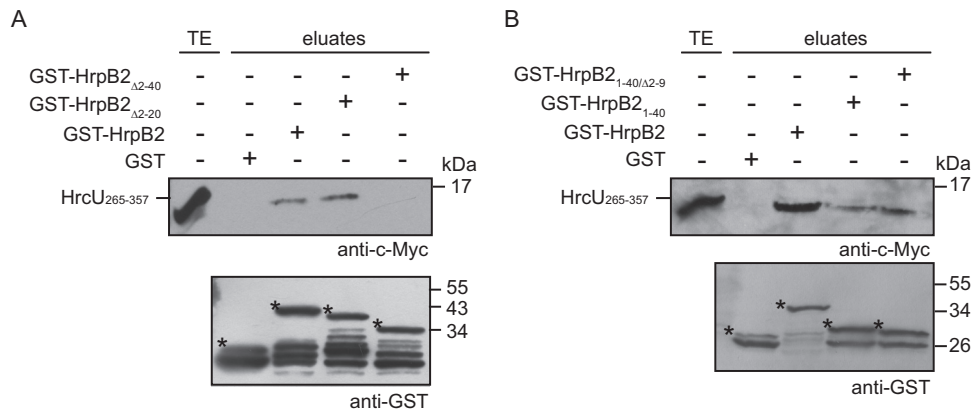 A
TE eluates
GST-HrpB2Δ2-40 - - - - +
GST-HrpB2Δ2-20 - - - + -
GST-HrpB2 - - + - -
GST - + - - -
kDa
HrcU265-357
17
anti-c-Myc
* * * *
55
43
34
anti-GST
B
TE eluates
GST-HrpB21-40/Δ2-9 - - - - +
GST-HrpB21-40 - - - + -
GST-HrpB2 - - + - -
GST - + - - -
kDa
HrcU265-357
17
anti-c-Myc
* * * *
55
34
26
anti-GST